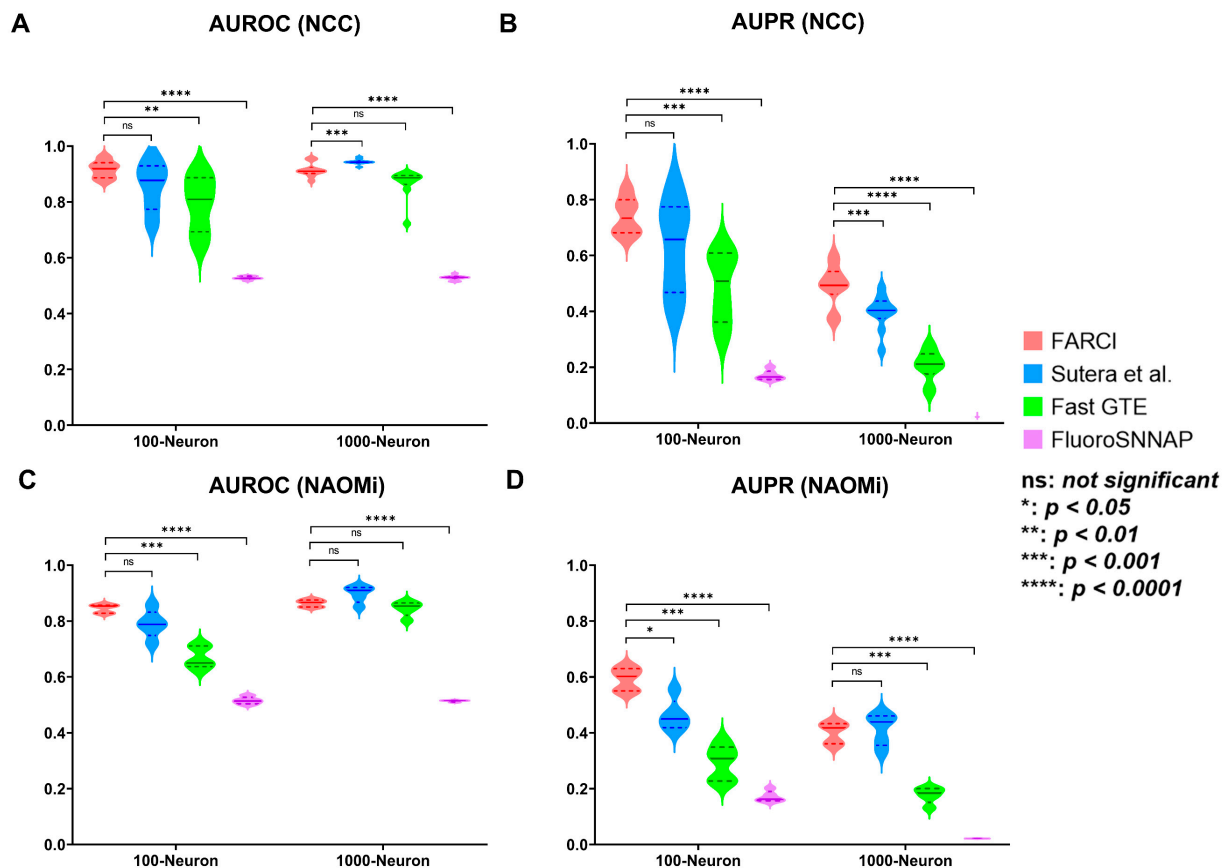 A
AUROC (NCC)
****
**
ns
****
ns
***
1.0
0.8
0.6
0.4
0.2
0.0
100-Neuron
1000-Neuron
B
AUPR (NCC)
****
***
ns
****
****
***
1.0
0.8
0.6
0.4
0.2
0.0
100-Neuron
1000-Neuron
FARCI
Sutera et al.
Fast GTE
FluoroSNNAP
ns: not significant
*: p < 0.05
**: p < 0.01
***: p < 0.001
****: p < 0.0001
C
AUROC (NAOMi)
****
***
ns
****
ns
ns
1.0
0.8
0.6
0.4
0.2
0.0
100-Neuron
1000-Neuron
D
AUPR (NAOMi)
****
***
*
****
***
ns
1.0
0.8
0.6
0.4
0.2
0.0
100-Neuron
1000-Neuron